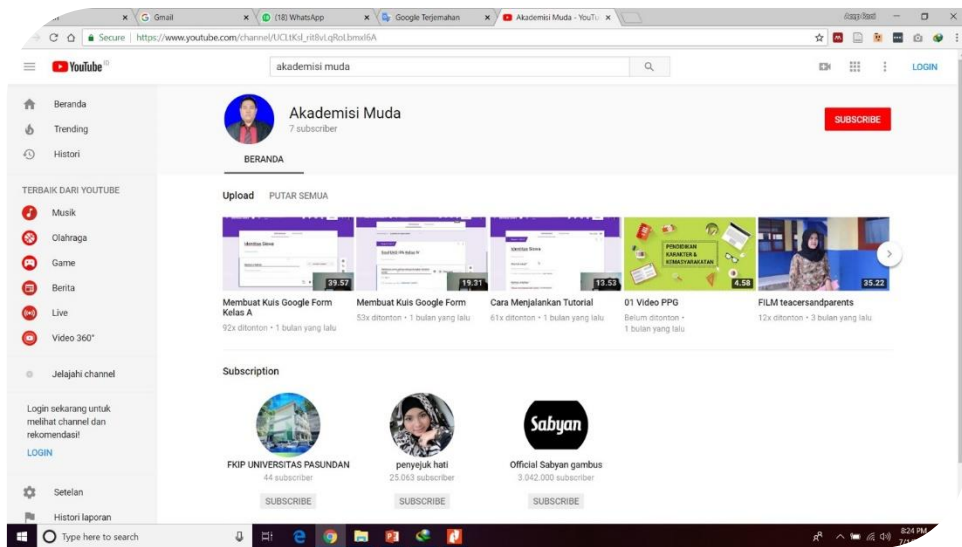 Gmail
(18) WhatsApp
Google Terjemahan
Akademisi Muda - YouTu
Secure | https://www.youtube.com/channel/
YouTube ID
akademisi muda
LOGIN
Beranda
Trending
Histori
TERBAIK DARI YOUTUBE
Musik
Olahraga
Game
Berita
Live
Video 360°
Jelajahi channel
Login sekarang untuk
melihat channel dan
rekomendasi!
LOGIN
Setelan
Histori laporan
Akademisi Muda
7 subscriber
SUBSCRIBE
BERANDA
Upload PUTAR SEMUA
Identitas Siswa
39.57
Membuat Kuis Google Form
Kelas A
92x ditonton • 1 bulan yang lalu
19.31
Membuat Kuis Google Form
53x ditonton • 1 bulan yang lalu
Identitas Siswa
13.53
Cara Menjalankan Tutorial
61x ditonton • 1 bulan yang lalu
PENDIDIKAN
KARAKTER &
KEMASYARAKATAN
4.58
01 Video PPG
Belum ditonton •
1 bulan yang lalu
35.22
FILM teacersandparents
12x ditonton • 3 bulan yang lalu
Subscription
FKIP UNIVERSITAS PASUNDAN
44 subscriber
SUBSCRIBE
penyejuk hati
25.063 subscriber
SUBSCRIBE
Sabyan
Official Sabyan gambus
3.042.000 subscriber
SUBSCRIBE
Type here to search
8:24 PM